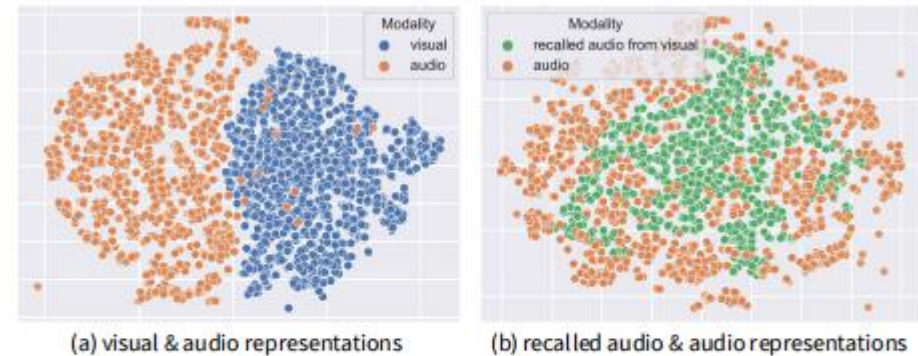 Modality
visual
audio
Modality
recalled audio from visual
audio
(a) visual & audio representations
(b) recalled audio & audio representations